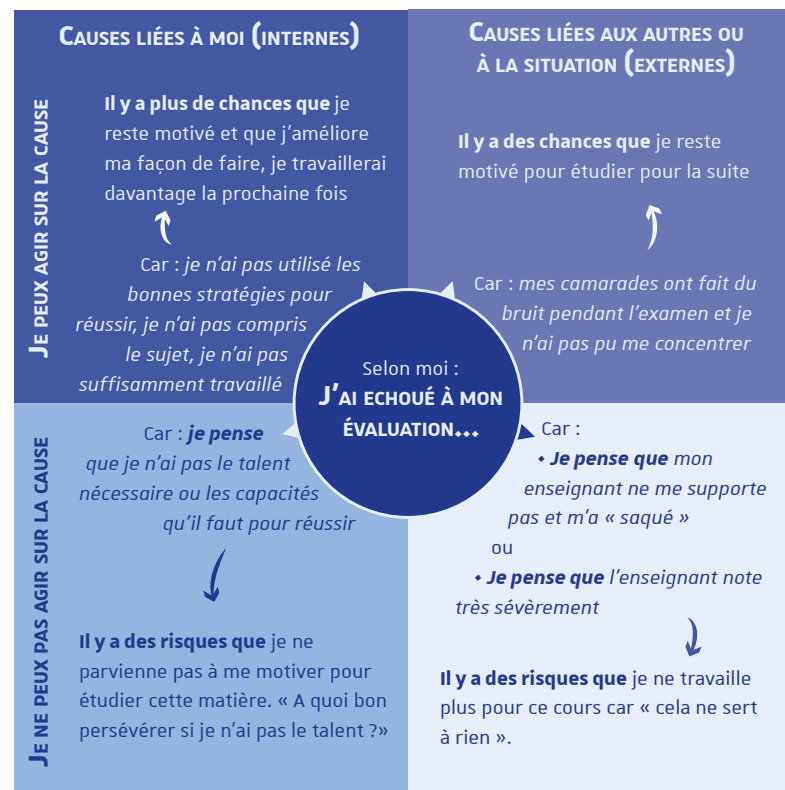 Causes liées à moi (internes)
Causes liées aux autres ou
à la situation (externes)
Je peux agir sur la cause
Il y a plus de chances que je
reste motivé et que j'améliore
ma façon de faire, je travaillerai
davantage la prochaine fois
Car : je n'ai pas utilisé les
bonnes stratégies pour
réussir, je n'ai pas compris
le sujet, je n'ai pas
suffisamment travaillé
Il y a des chances que je reste
motivé pour étudier pour la suite
Car : mes camarades ont fait du
bruit pendant l'examen et je
n'ai pas pu me concentrer
Selon moi :
J'ai echoué à mon
évaluation...
Je ne peux pas agir sur la cause
Car : je pense
que je n'ai pas le talent
nécessaire ou les capacités
qu'il faut pour réussir
Il y a des risques que je ne
parvienne pas à me motiver pour
étudier cette matière. « A quoi bon
persévérer si je n'ai pas le talent ?»
Car :
• Je pense que mon
enseignant ne me supporte
pas et m'a « saqué »
ou
• Je pense que l'enseignant note
très sévèrement
Il y a des risques que je ne travaille
plus pour ce cours car « cela ne sert
à rien ».